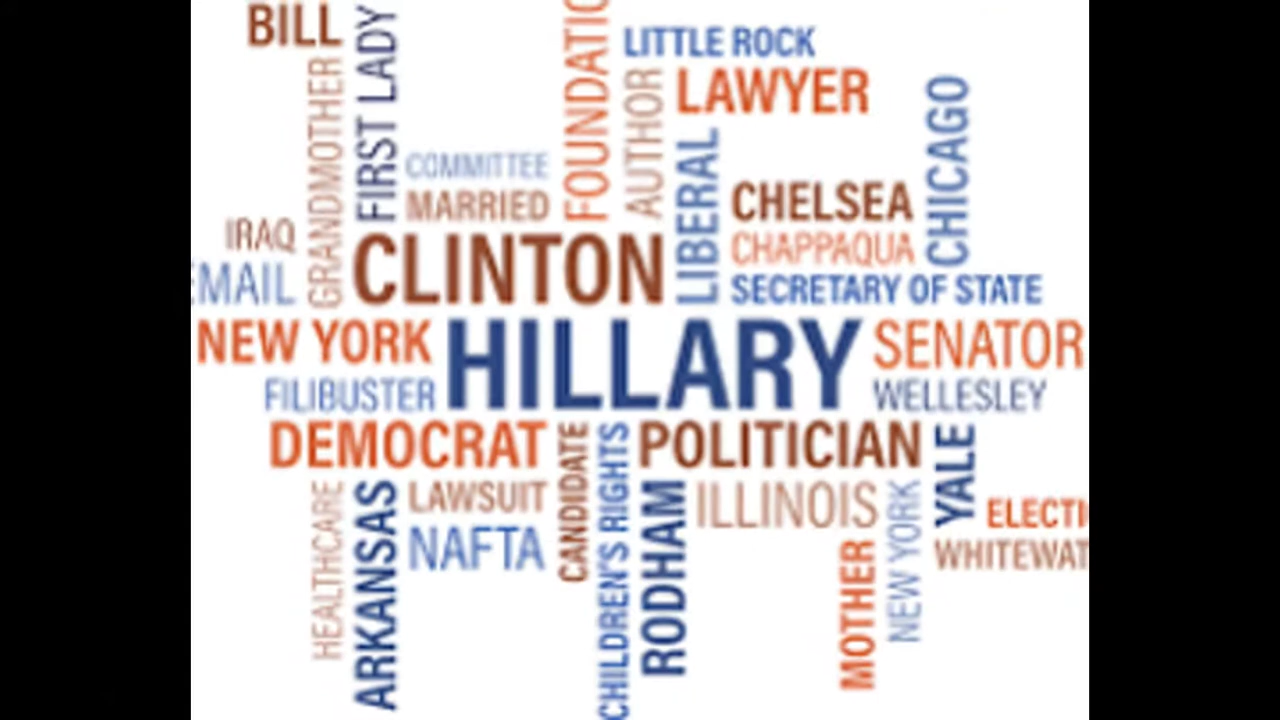 BILL
FIRST LADY
GRANDMOTHER
FOUNDATIO
LITTLE ROCK
AUTHOR
LAWYER
CHICAGO
COMMITTEE
LIBERAL
MARRIED
CHELSEA
IRAQ
CLINTON
CHAPPAQUA
EMAIL
SECRETARY OF STATE
NEW YORK
HILLARY
SENATOR
FILIBUSTER
WELLESLEY
DEMOCRAT
CANDIDATE
CHILDREN'S RIGHTS
POLITICIAN
YALE
HEALTHCARE
ARKANSAS
LAWSUIT
RODHAM
ILLINOIS
NEW YORK
ELECTI
NAFTA
MOTHER
WHITEWAT